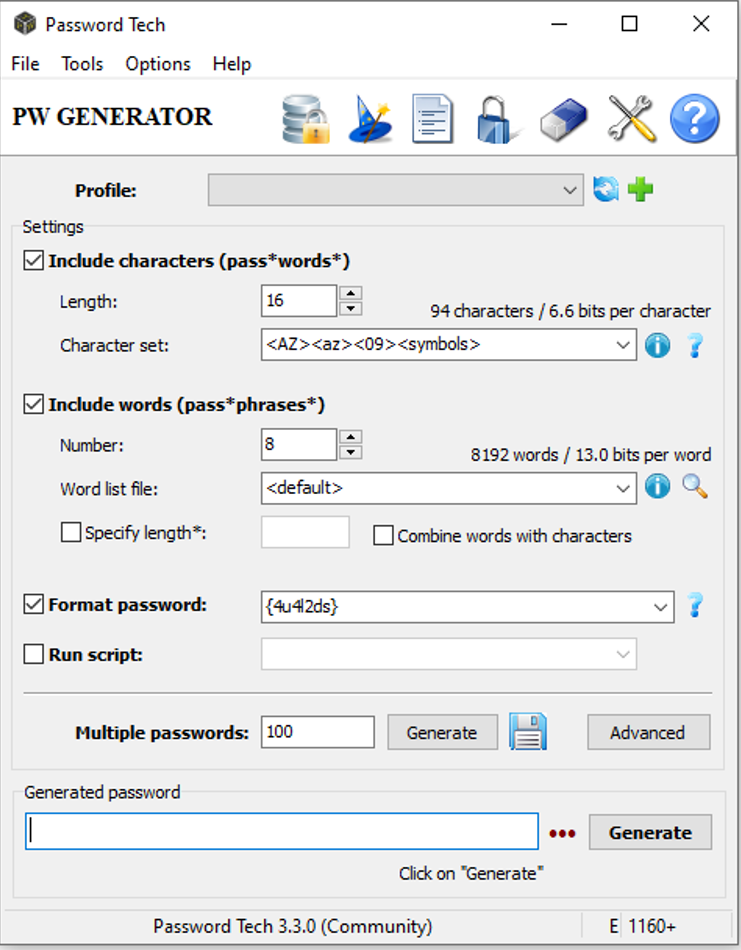 Password Tech
File Tools Options Help
PW GENERATOR
Profile:
Settings
Include characters (pass*words*)
Length: 16
94 characters / 6.6 bits per character
Character set: <AZ><az><09><symbols>
Include words (pass*phrases*)
Number: 8
8192 words / 13.0 bits per word
Word list file: <default>
Specify length*: Combine words with characters
Format password: {4u4l2ds}
Run script:
Multiple passwords: 100 Generate Advanced
Generated password
Generate
Click on "Generate"
Password Tech 3.3.0 (Community) E 1160+